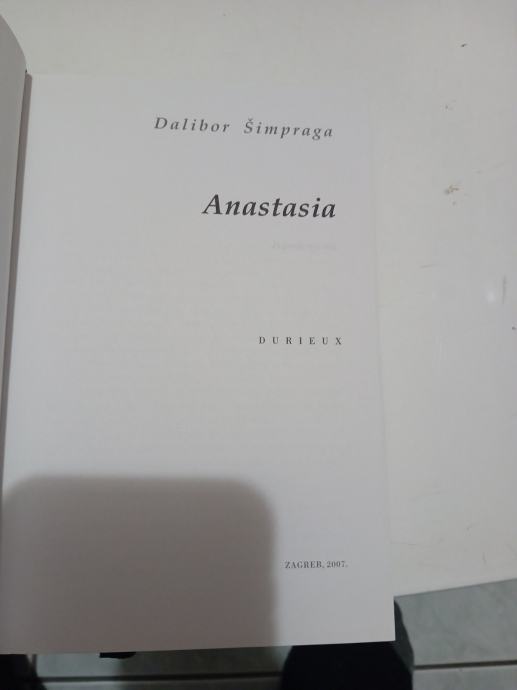 Dalibor Šimpraga
Anastasia
DURIEUX
ZAGREB, 2007.